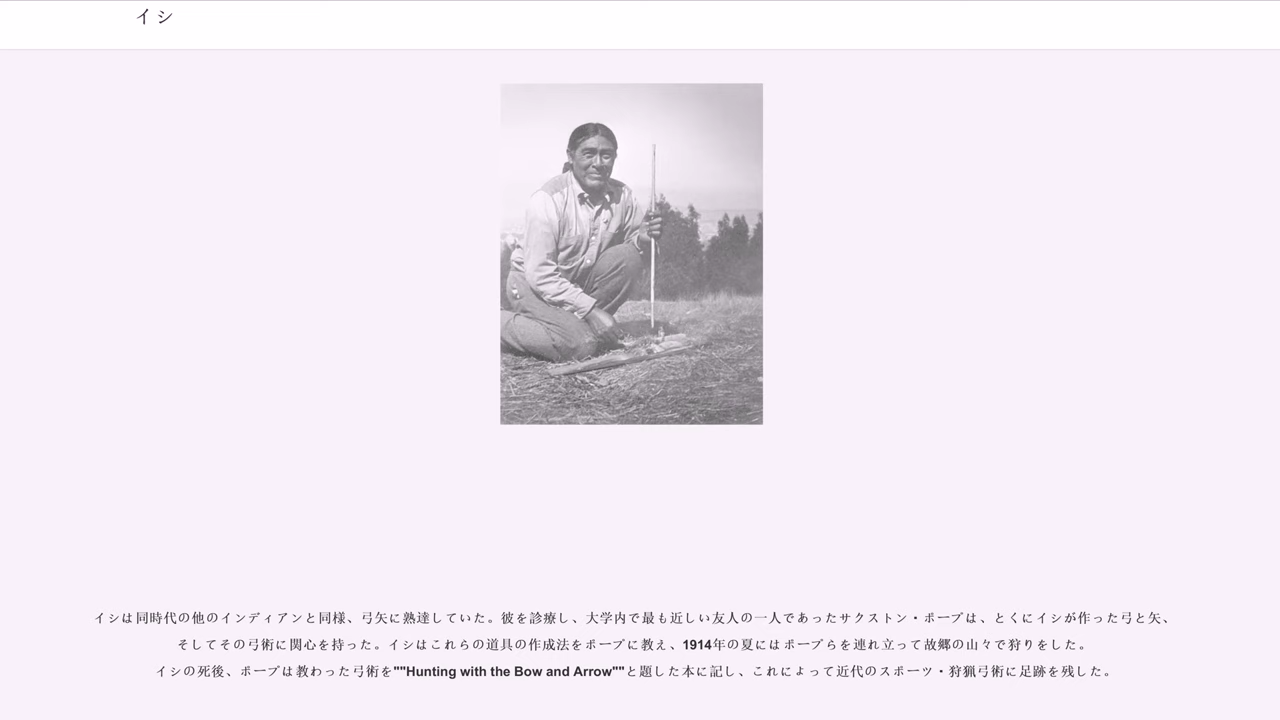 イシ
イシは同時代の他のインディアンと同様、弓矢に熟達していた。彼を診療し、大学内で最も近しい友人の一人であったサクストン・ポープは、とくにイシが作った弓と矢、
そしてその弓術に関心を持った。イシはこれらの道具の作成法をポープに教え、1914年の夏にはポープらを連れ立って故郷の山々で狩りをした。
イシの死後、ポープは教わった弓術を""Hunting with the Bow and Arrow""と題した本に記し、これによって近代のスポーツ・狩猟弓術に足跡を残した。